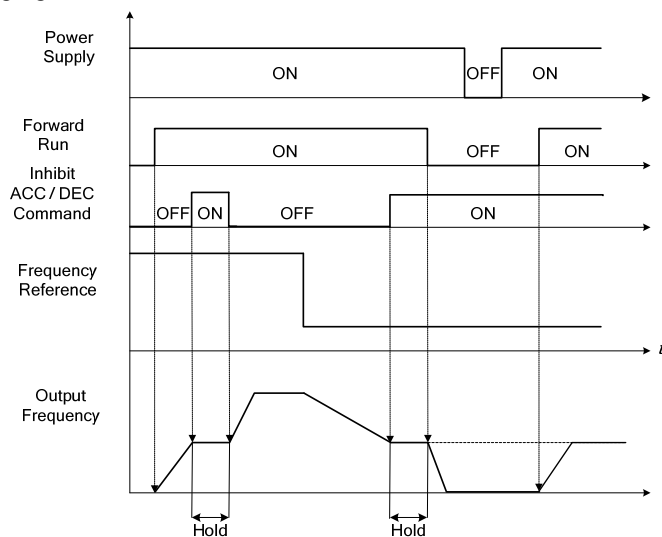 Power
Supply
ON
OFF
ON
Forward
Run
ON
OFF
ON
Inhibit
ACC / DEC
Command
OFF
ON
OFF
ON
Frequency
Reference
t
Output
Frequency
Hold
Hold